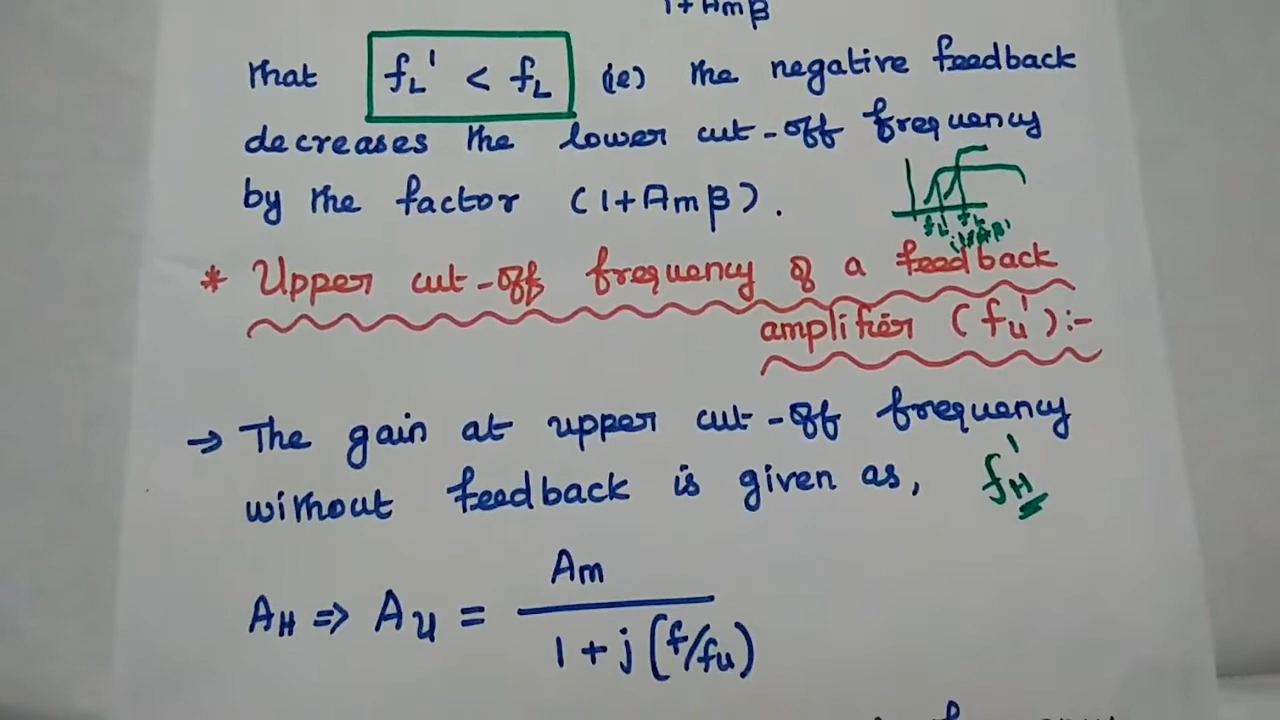 1+Amβ
that fL' < fL (ie) the negative feedback
decreases the lower cut-off frequency
by the factor (1+Amβ).
fL' fL
* Upper cut-off frequency of a feedback
amplifier (fu') :-
→ The gain at upper cut-off frequency
without feedback is given as, fH'
AH ⇒ Au = Am
1 + j (f/fu)